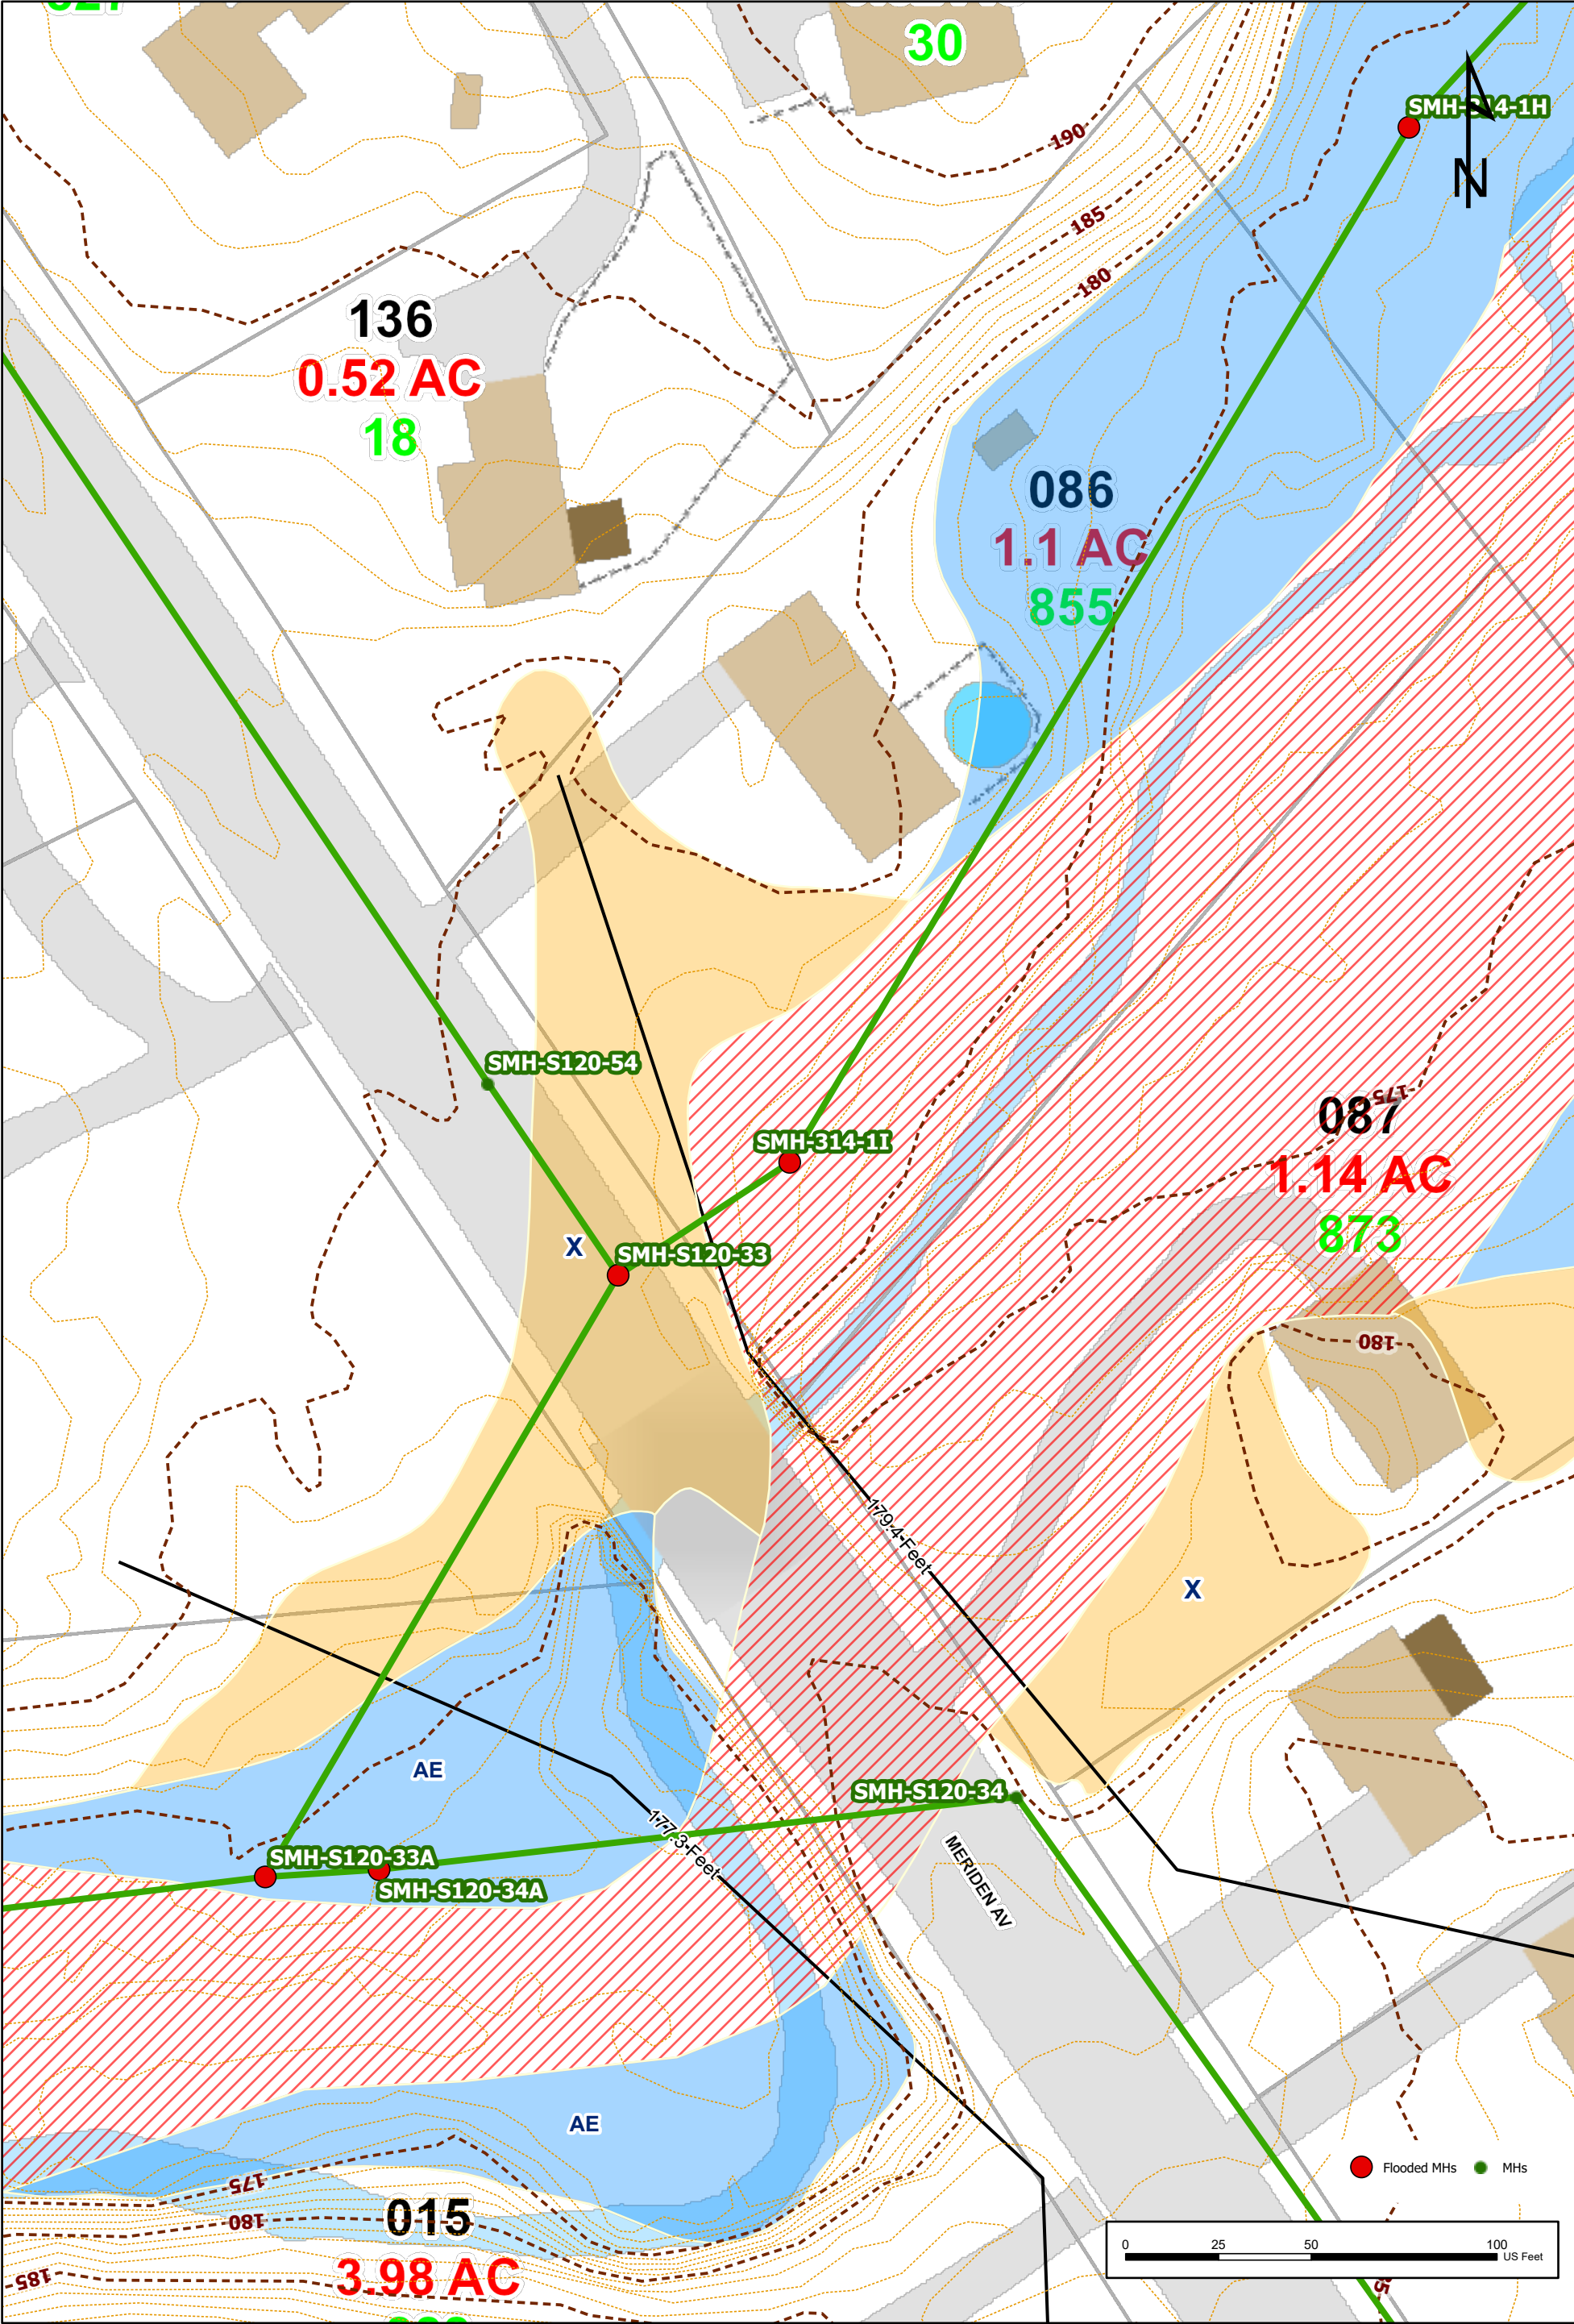 30
SMH-314-1H
N
190
185
180
136
0.52 AC
18
086
1.1 AC
855
SMH-S120-54
175
087
1.14 AC
873
SMH-314-1I
X
SMH-S120-33
180
179.4 Feet
X
AE
SMH-S120-34
177.3 Feet
MERIDEN AV
SMH-S120-33A
SMH-S120-34A
AE
175
180
015
185
3.98 AC
Flooded MHs
MHs
0 25 50 100
US Feet